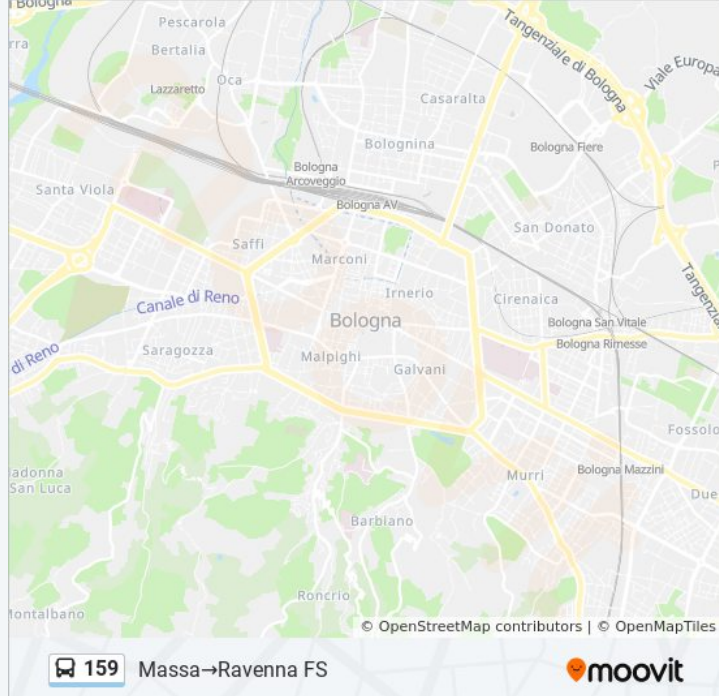 l Bologna
Pescarola
Tangenziale di Bologna
rra
Bertalia
Viale Europa
Oca
Lazzaretto
Casaralta
Bolognina
Bologna Fiere
Bologna
Arcoveggio
Santa Viola
Bologna AV
San Donato
Saffi
Marconi
Tangenziale
Irnerio
Canale di Reno
Cirenaica
Bologna
Bologna San Vitale
di Reno
Saragozza
Malpighi
Bologna Rimesse
Galvani
Fossolo
Madonna
San Luca
Murri
Bologna Mazzini
Due
Barbiano
Montalbano
Roncrio
© OpenStreetMap contributors | © OpenMapTiles
159 Massa→Ravenna FS
moovit